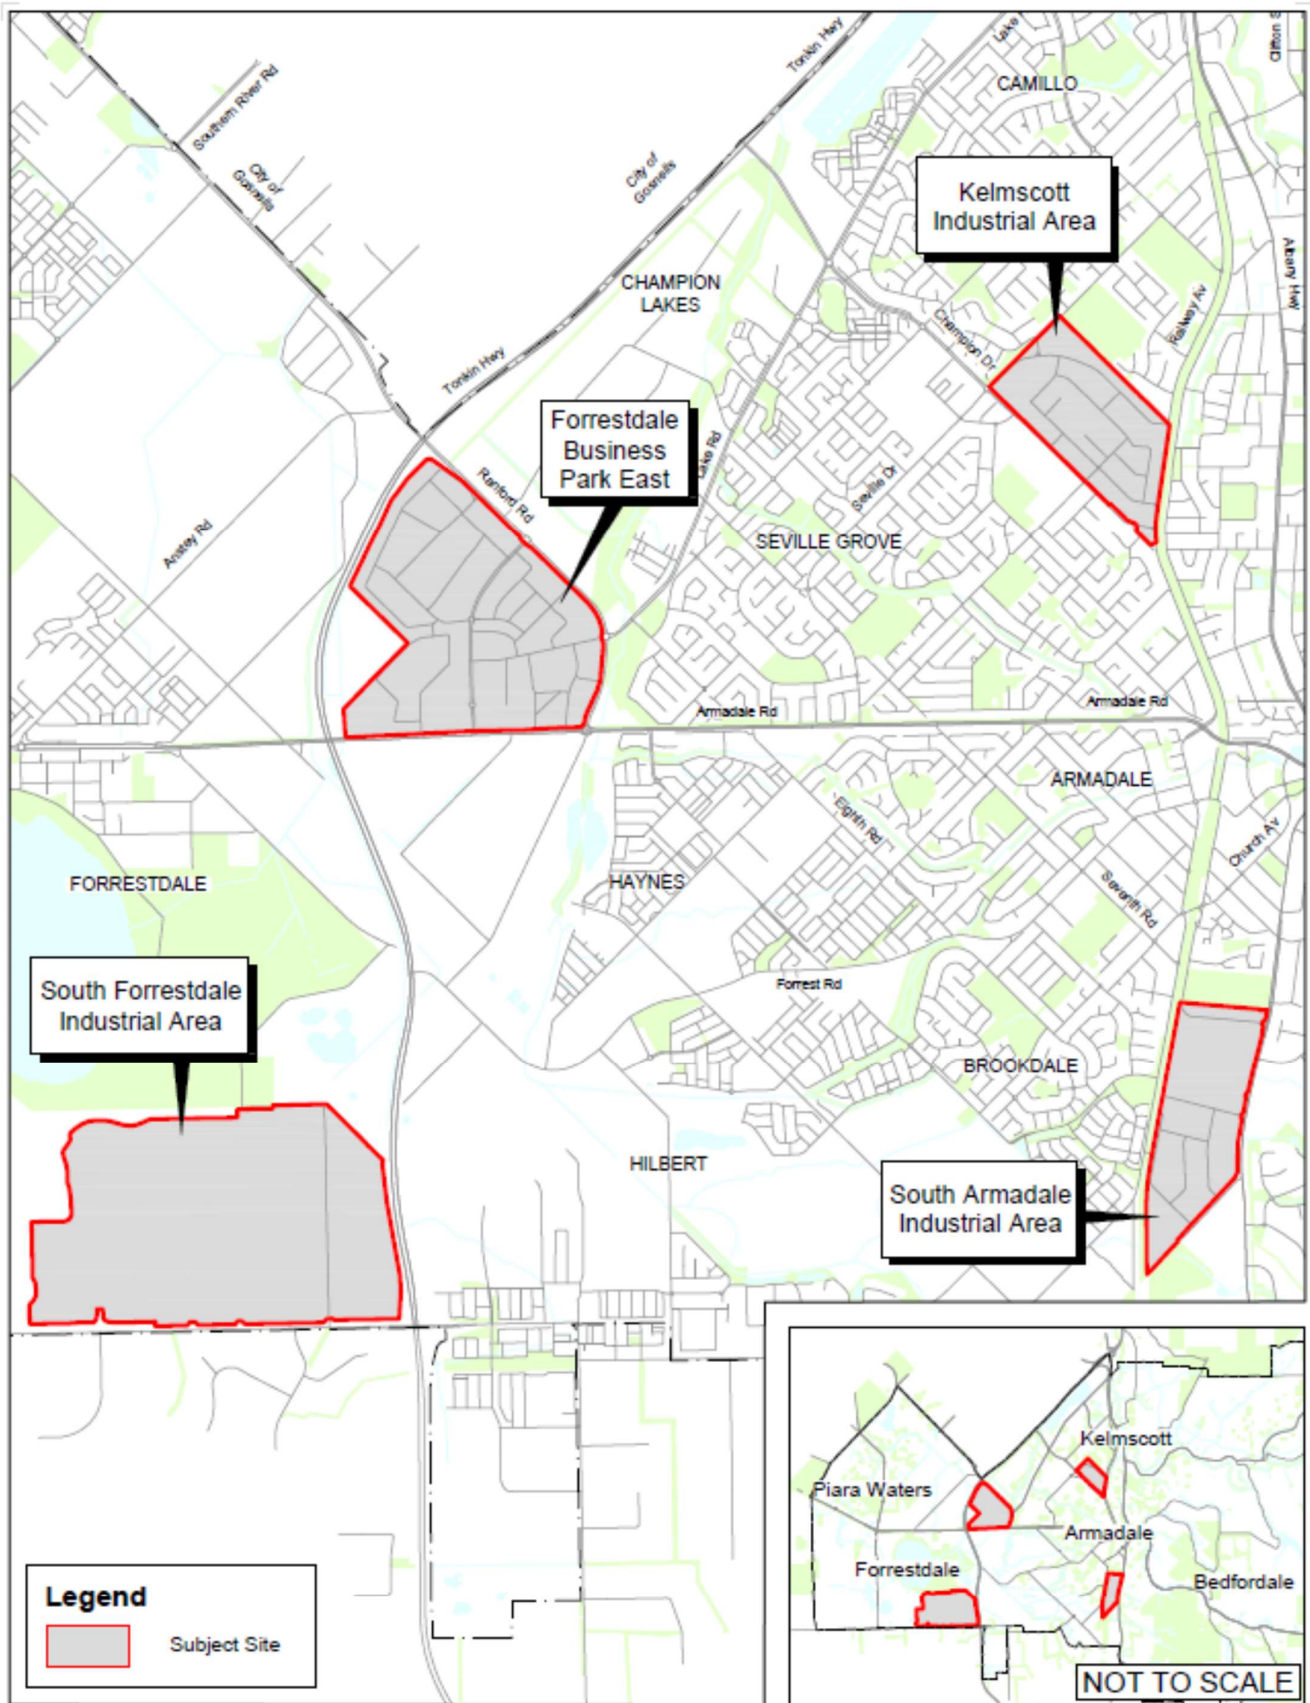 Tonkin Hwy
Lake
Clifton S
CAMILLO
Southern River Rd
City of
Gosnells
City of
Gosnells
Kelmscott
Industrial Area
Albany Hwy
CHAMPION
LAKES
Railway Av
Champion Dr
Tonkin Hwy
Forrestdale
Business
Park East
Lake Rd
Ranford Rd
Seville Dr
Anstey Rd
SEVILLE GROVE
Armadale Rd
Armadale Rd
ARMADALE
Eighth Rd
Church Av
FORRESTDALE
HAYNES
Seventh Rd
South Forrestdale
Industrial Area
Forrest Rd
BROOKDALE
HILBERT
South Armadale
Industrial Area
Kelmscott
Piara Waters
Armadale
Forrestdale
Bedfordale
Legend
Subject Site
NOT TO SCALE